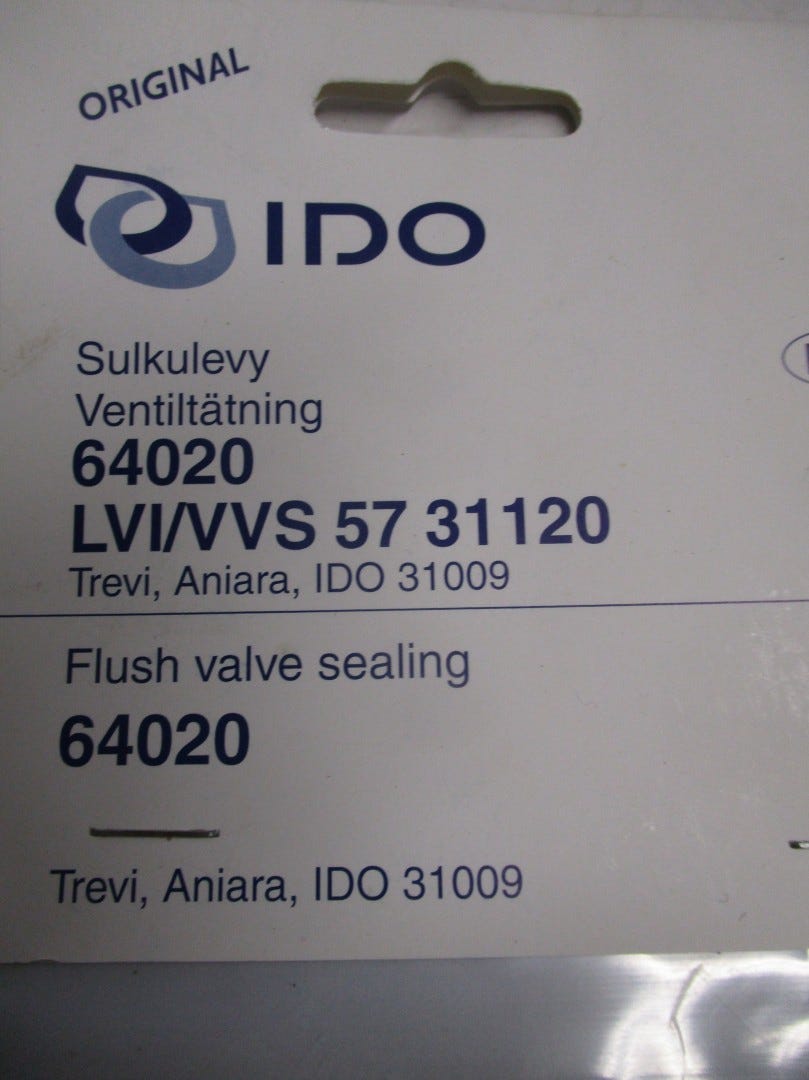 ORIGINAL
IDO
Sulkulevy
Ventiltätning
64020
LVI/VVS 57 31120
Trevi, Aniara, IDO 31009
Flush valve sealing
64020
Trevi, Aniara, IDO 31009